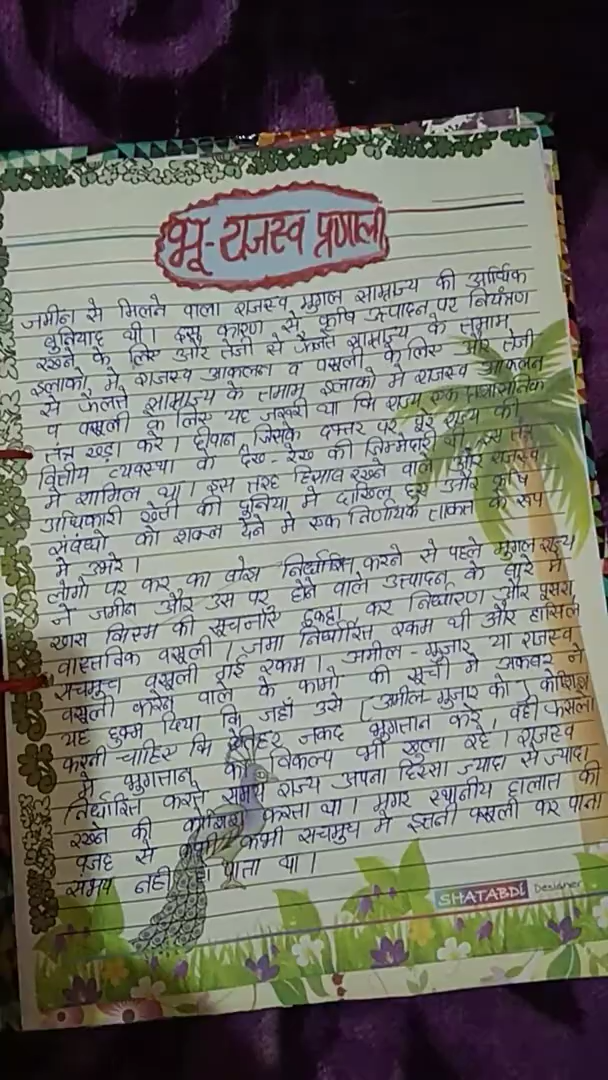 भू-राजस्व प्रणाली
जमीन से मिलने वाला राजस्व मुगल साम्राज्य की आर्थिक
बुनियाद थी। इस कारण से कृषि उत्पादन पर नियंत्रण
रखने के लिए और तेजी से फैलते साम्राज्य के तमाम
इलाकों में राजस्व आकलन व वसूली के लिए और तेजी
से फैलते साम्राज्य के तमाम इलाकों में राजस्व आकलन
व वसूली के लिए यह जरूरी था कि राज्य एक प्रशासनिक
तंत्र खड़ा करे। दीवान, जिसके दफ्तर पर पूरे राज्य की
वित्तीय व्यवस्था के देख-रेख की जिम्मेदारी थी इस तंत्र
में शामिल था। इस तरह हिसाब रखने वाले और राजस्व
अधिकारी खेती की दुनिया में दाखिल हुए और कृषि
संबंधों को शक्ल देने में एक निर्णायक ताकत के रूप
में उभरे।
लोगों पर कर का बोझ निर्धारित करने से पहले मुगल राज्य
ने जमीन और उस पर होने वाले उत्पादन के बारे में
खास किस्म की सूचनाएँ इकट्ठा कर निर्धारण और दूसरा
वास्तविक वसूली। जमा निर्धारित रकम थी और हासिल
सचमुच वसूली गई रकम। अमील-गुजार या राजस्व
वसूली करने वाले के कामों की सूची में अकबर ने
यह हुक्म दिया कि जहाँ उसे (अमील-गुजार को) कोशिश
करनी चाहिए कि खेतिहर नकद भुगतान करे, वहीं फसलों
में भुगतान का विकल्प भी खुला रहे। राजस्व
निर्धारित करते समय राज्य अपना हिस्सा ज्यादा से ज्यादा
रखने की कोशिश करता था। मगर स्थानीय हालात की
वजह से कभी-कभी सचमुच में इतनी वसूली कर पाना
संभव नहीं हो पाता था।
SHATABDI Designer